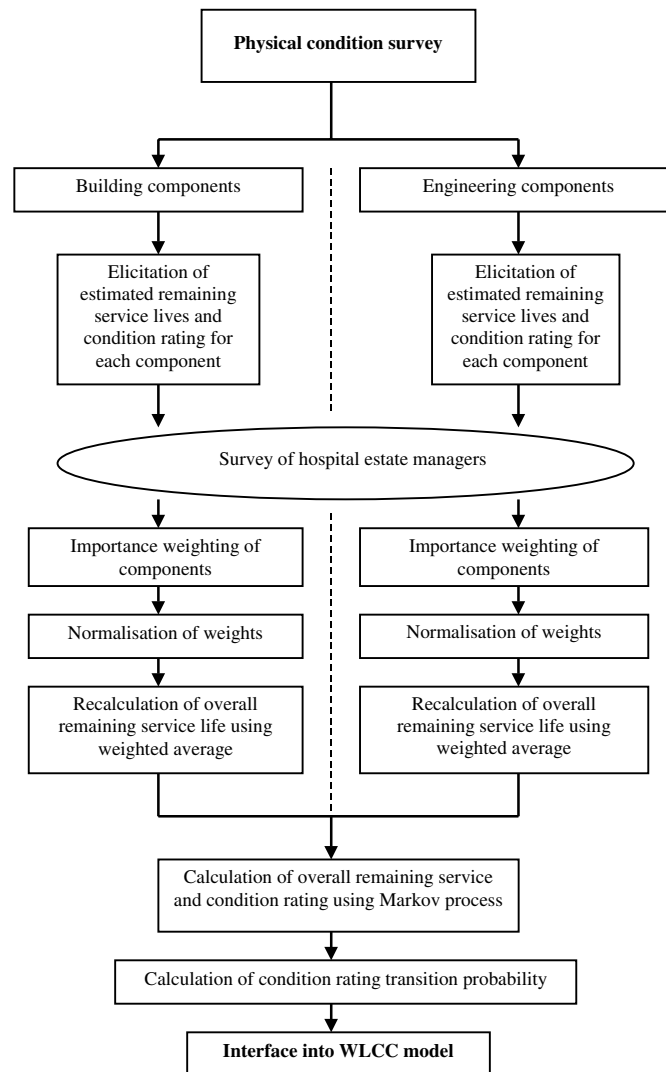 Physical condition survey
Building components
Engineering components
Elicitation of
estimated remaining
service lives and
condition rating for
each component
Elicitation of
estimated remaining
service lives and
condition rating for
each component
Survey of hospital estate managers
Importance weighting of
components
Importance weighting of
components
Normalisation of weights
Normalisation of weights
Recalculation of overall
remaining service life using
weighted average
Recalculation of overall
remaining service life using
weighted average
Calculation of overall remaining service
and condition rating using Markov process
Calculation of condition rating transition probability
Interface into WLCC model